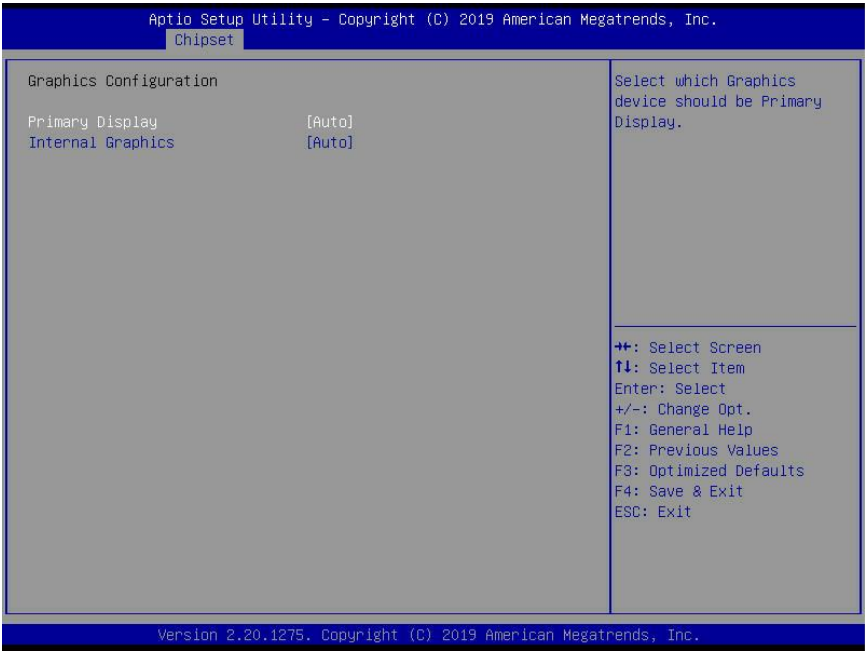 Aptio Setup Utility – Copyright (C) 2019 American Megatrends, Inc.
Chipset
Graphics Configuration
Primary Display [Auto]
Internal Graphics [Auto]
Select which Graphics
device should be Primary
Display.
→←: Select Screen
↑↓: Select Item
Enter: Select
+/-: Change Opt.
F1: General Help
F2: Previous Values
F3: Optimized Defaults
F4: Save & Exit
ESC: Exit
Version 2.20.1275. Copyright (C) 2019 American Megatrends, Inc.